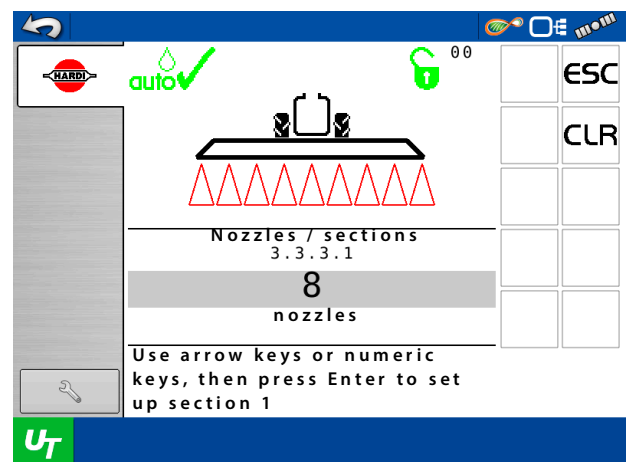 HARDI
auto
00
ESC
CLR
Nozzles / sections
3.3.3.1
8
nozzles
Use arrow keys or numeric
keys, then press Enter to set
up section 1
UT